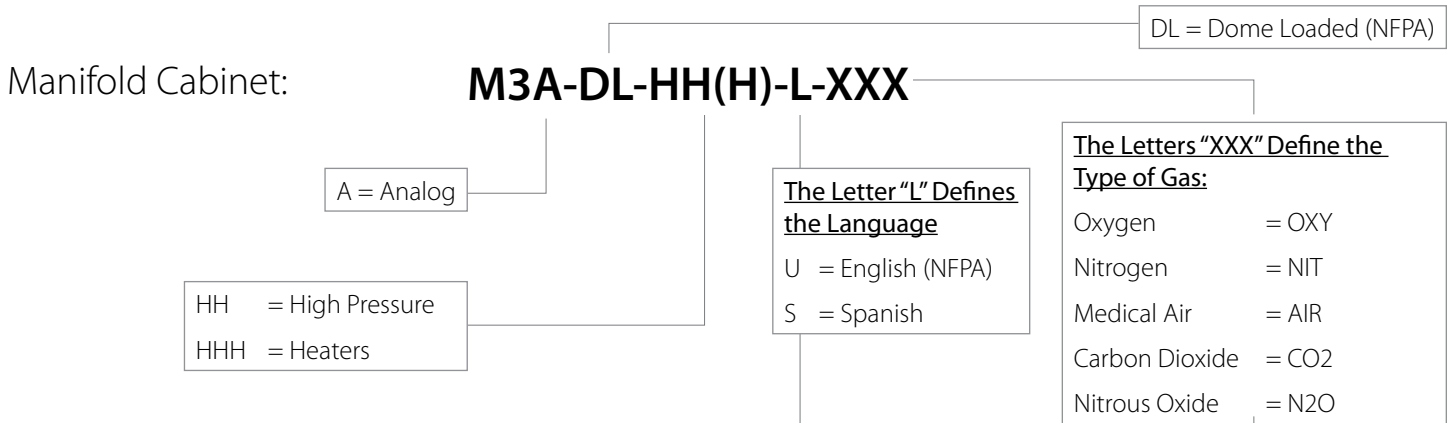 DL = Dome Loaded (NFPA)
Manifold Cabinet: M3A-DL-HH(H)-L-XXX
A = Analog
HH = High Pressure
HHH = Heaters
The Letter “L” Defines
the Language
U = English (NFPA)
S = Spanish
The Letters “XXX” Define the
Type of Gas:
Oxygen = OXY
Nitrogen = NIT
Medical Air = AIR
Carbon Dioxide = CO2
Nitrous Oxide = N2O